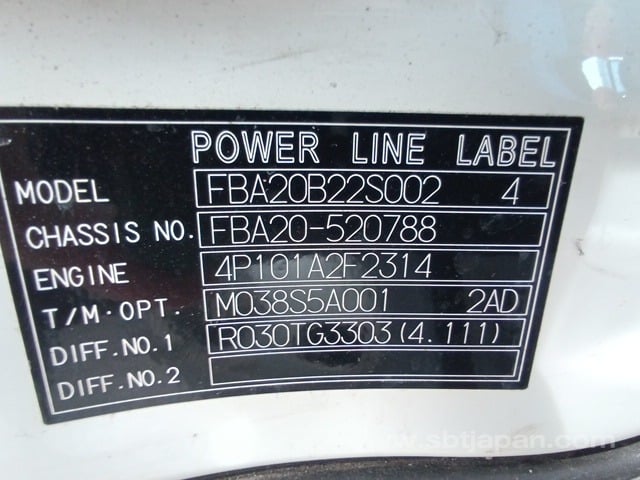 POWER LINE LABEL
MODEL FBA20B22S002 4
CHASSIS NO. FBA20-520788
ENGINE 4P101A2F2314
T/M·OPT. M038S5A001 2AD
DIFF.NO.1 R030TG3303(4.111)
DIFF.NO.2
www.sbtjapan.com